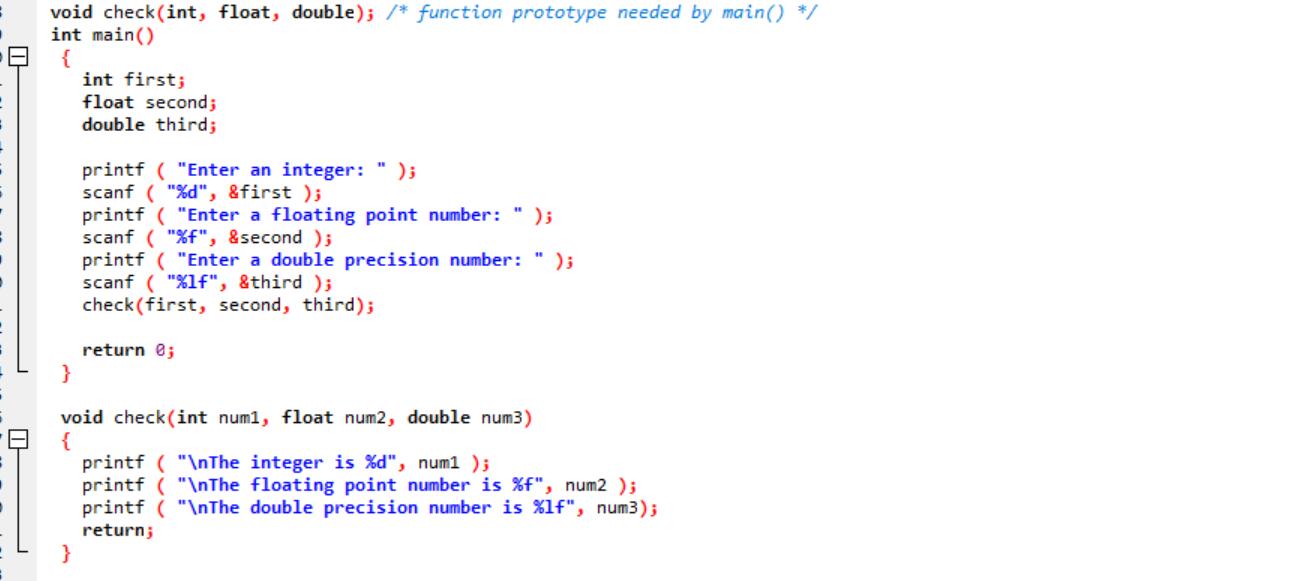 void check(int, float, double); /* function prototype needed by main() */
int main()
{
int first;
float second;
double third;
printf ( "Enter an integer: " );
scanf ( "%d", &first );
printf ( "Enter a floating point number: " );
scanf ( "%f", &second );
printf ( "Enter a double precision number: " );
scanf ( "%lf", &third );
check(first, second, third);
return 0;
}
void check(int num1, float num2, double num3)
{
printf ( "\nThe integer is %d", num1 );
printf ( "\nThe floating point number is %f", num2 );
printf ( "\nThe double precision number is %lf", num3);
return;
}